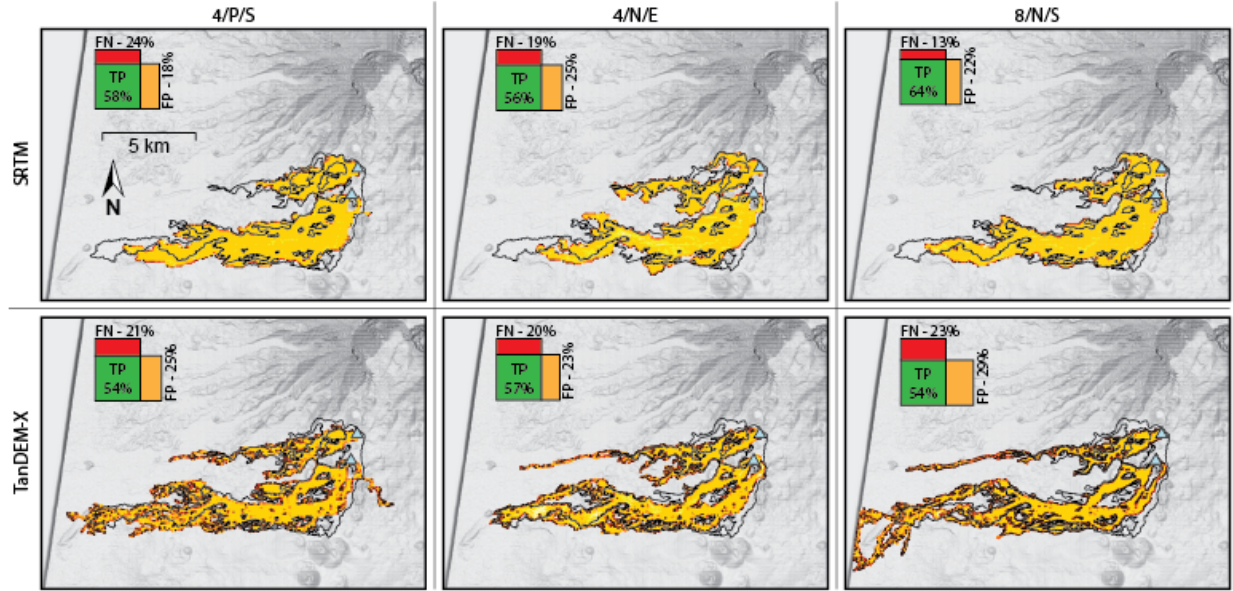 4/P/S
4/N/E
8/N/S
SRTM
FN - 24%
TP
58%
FP - 18%
5 km
N
FN - 19%
TP
56%
FP - 25%
FN - 13%
TP
64%
FP - 22%
TanDEM-X
FN - 21%
TP
54%
FP - 25%
FN - 20%
TP
57%
FP - 23%
FN - 23%
TP
54%
FP - 29%